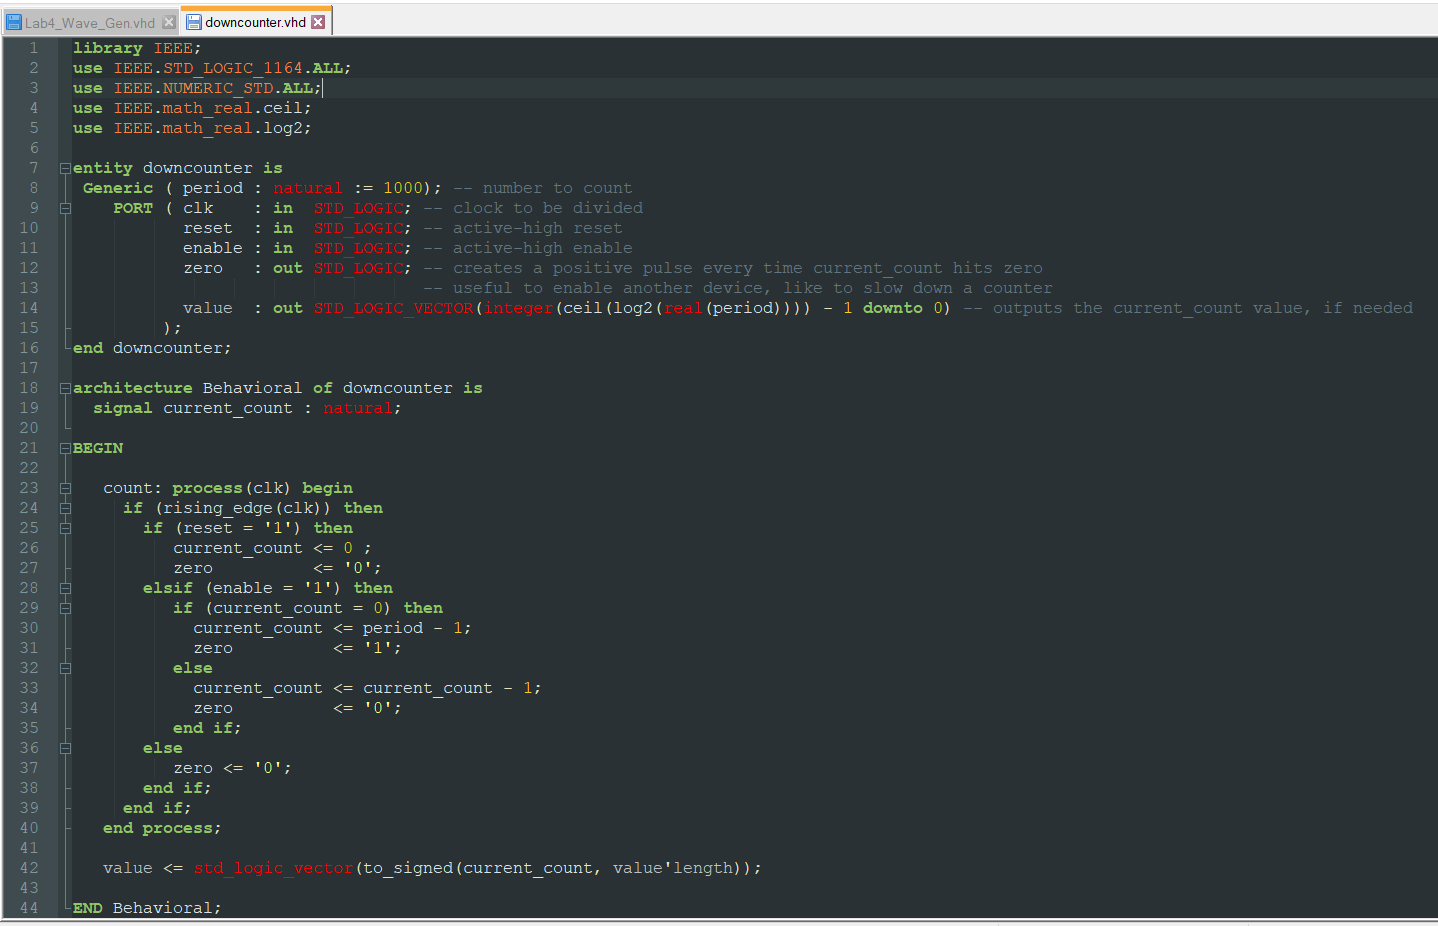 Lab4_Wave_Gen.vhd downcounter.vhd
1 library IEEE;
2 use IEEE.STD_LOGIC_1164.ALL;
3 use IEEE.NUMERIC_STD.ALL;
4 use IEEE.math_real.ceil;
5 use IEEE.math_real.log2;
6
7 entity downcounter is
8 Generic ( period : natural := 1000); -- number to count
9 PORT ( clk : in STD_LOGIC; -- clock to be divided
10 reset : in STD_LOGIC; -- active-high reset
11 enable : in STD_LOGIC; -- active-high enable
12 zero : out STD_LOGIC; -- creates a positive pulse every time current_count hits zero
13 -- useful to enable another device, like to slow down a counter
14 value : out STD_LOGIC_VECTOR(integer(ceil(log2(real(period)))) - 1 downto 0) -- outputs the current_count value, if needed
15 );
16 end downcounter;
17
18 architecture Behavioral of downcounter is
19 signal current_count : natural;
20
21 BEGIN
22
23 count: process(clk) begin
24 if (rising_edge(clk)) then
25 if (reset = '1') then
26 current_count <= 0 ;
27 zero <= '0';
28 elsif (enable = '1') then
29 if (current_count = 0) then
30 current_count <= period - 1;
31 zero <= '1';
32 else
33 current_count <= current_count - 1;
34 zero <= '0';
35 end if;
36 else
37 zero <= '0';
38 end if;
39 end if;
40 end process;
41
42 value <= std_logic_vector(to_signed(current_count, value'length));
43
44 END Behavioral;